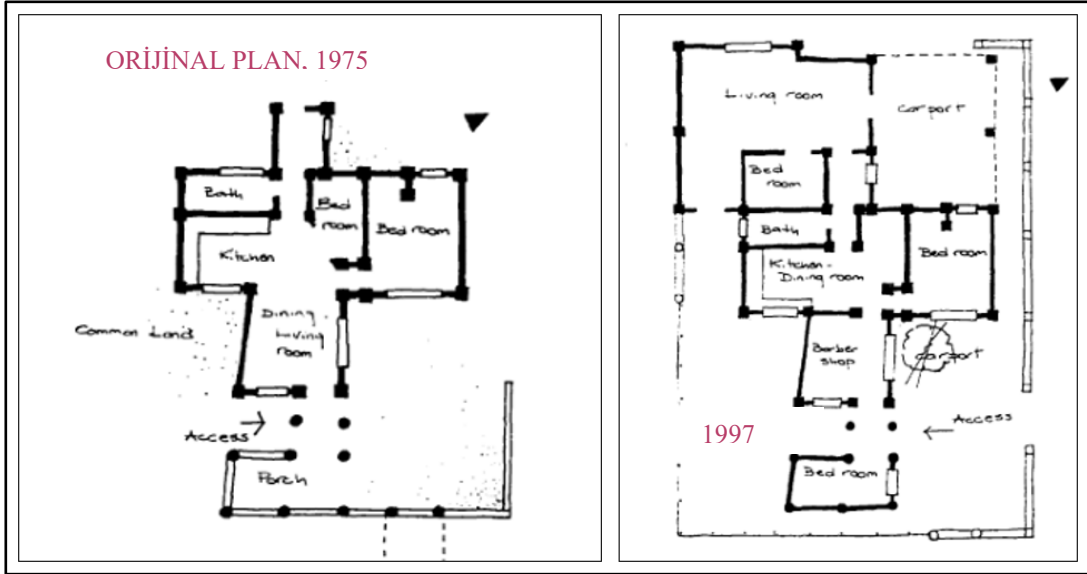 ORİJİNAL PLAN. 1975
Bath
Bed
room
Bed room
Kitchen
Dining -
Living
room
Common Land
Access
Porch
Living room
Carport
Bed
room
Bath
Kitchen -
Dining room
Bed room
Barber
shop
Carport
1997
Access
Bed room